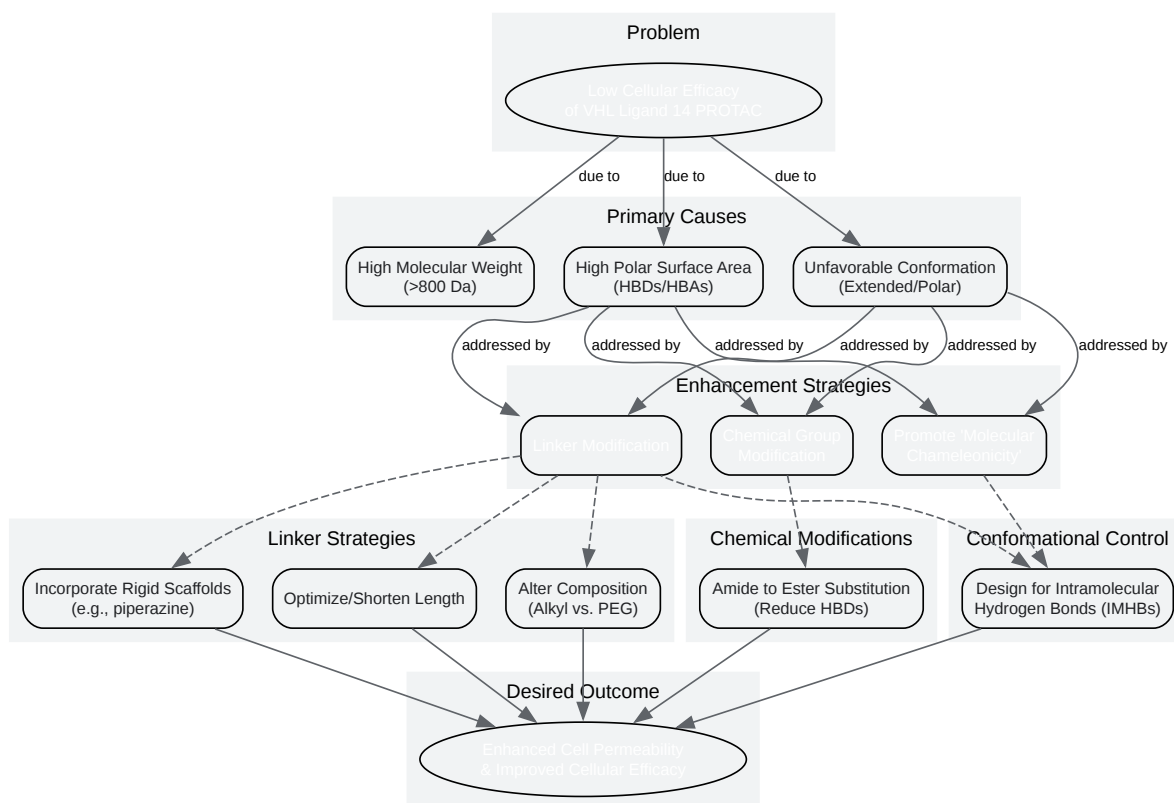 Problem
Low Cellular Efficacy
of VHL Ligand 14 PROTAC
due to
due to
due to
Primary Causes
High Molecular Weight
(>800 Da)
High Polar Surface Area
(HBDs/HBAs)
Unfavorable Conformation
(Extended/Polar)
addressed by
addressed by
addressed by
addressed by
addressed by
addressed by
Enhancement Strategies
Linker Modification
Chemical Group
Modification
Promote 'Molecular
Chameleonicity'
Linker Strategies
Chemical Modifications
Conformational Control
Incorporate Rigid Scaffolds
(e.g., piperazine)
Optimize/Shorten Length
Alter Composition
(Alkyl vs. PEG)
Amide to Ester Substitution
(Reduce HBDs)
Design for Intramolecular
Hydrogen Bonds (IMHBs)
Desired Outcome
Enhanced Cell Permeability
& Improved Cellular Efficacy